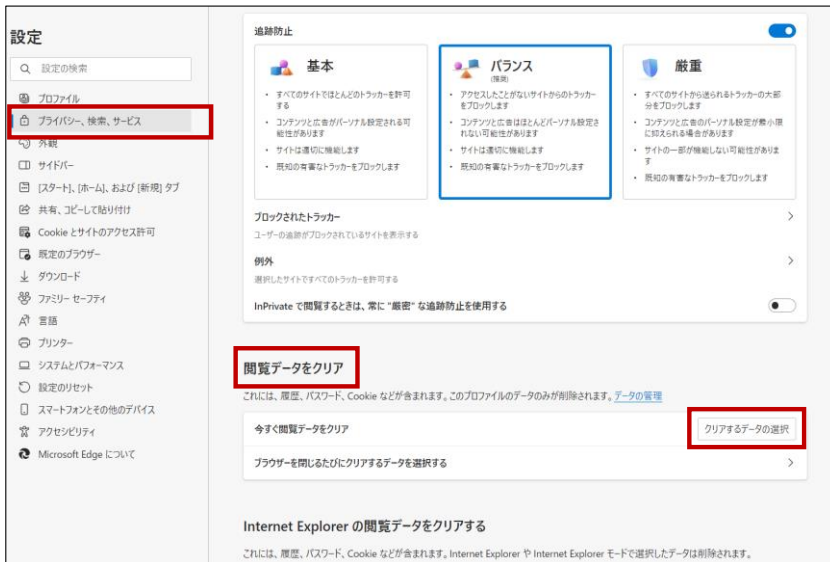 設定
設定の検索
プロファイル
プライバシー、検索、サービス
外観
サイドバー
[スタート]、[ホーム]、および [新規] タブ
共有、コピーして貼り付け
Cookie とサイトのアクセス許可
既定のブラウザー
ダウンロード
ファミリー セーフティ
言語
プリンター
システムとパフォーマンス
設定のリセット
スマートフォンとその他のデバイス
アクセシビリティ
Microsoft Edge について
追跡防止
基本
・ すべてのサイトでほとんどのトラッカーを許可
する
・ コンテンツと広告がパーソナル設定される可
能性があります
・ サイトは適切に機能します
・ 既知の有害なトラッカーをブロックします
バランス
(推奨)
・ アクセスしたことがないサイトからのトラッカー
をブロックします
・ コンテンツと広告はほとんどパーソナル設定さ
れない可能性があります
・ サイトは適切に機能します
・ 既知の有害なトラッカーをブロックします
厳重
・ すべてのサイトから送られるトラッカーの大部
分をブロックします
・ コンテンツと広告のパーソナル設定が最小限
に抑えられる場合があります
・ サイトの一部が機能しない可能性がありま
す
・ 既知の有害なトラッカーをブロックします
ブロックされたトラッカー
ユーザーの追跡がブロックされているサイトを表示する
例外
選択したサイトですべてのトラッカーを許可する
InPrivate で閲覧するときは、常に "厳密" な追跡防止を使用する
閲覧データをクリア
これには、履歴、パスワード、Cookie などが含まれます。このプロファイルのデータのみが削除されます。データの管理
今すぐ閲覧データをクリア
クリアするデータの選択
ブラウザーを閉じるたびにクリアするデータを選択する
Internet Explorer の閲覧データをクリアする
これには、履歴、パスワード、Cookie などが含まれます。Internet Explorer や Internet Explorer モードで選択したデータは削除されます。